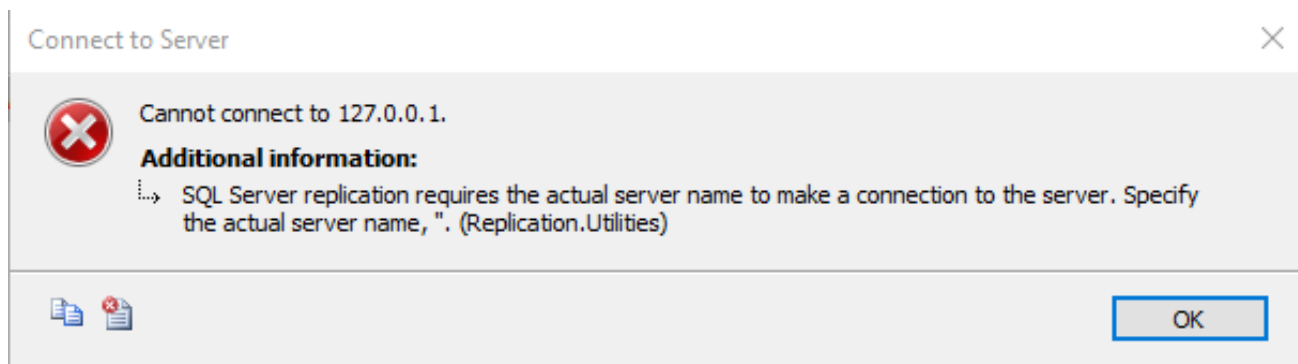 Connect to Server
Cannot connect to 127.0.0.1.
Additional information:
SQL Server replication requires the actual server name to make a connection to the server. Specify
the actual server name, ''. (Replication.Utilities)
OK